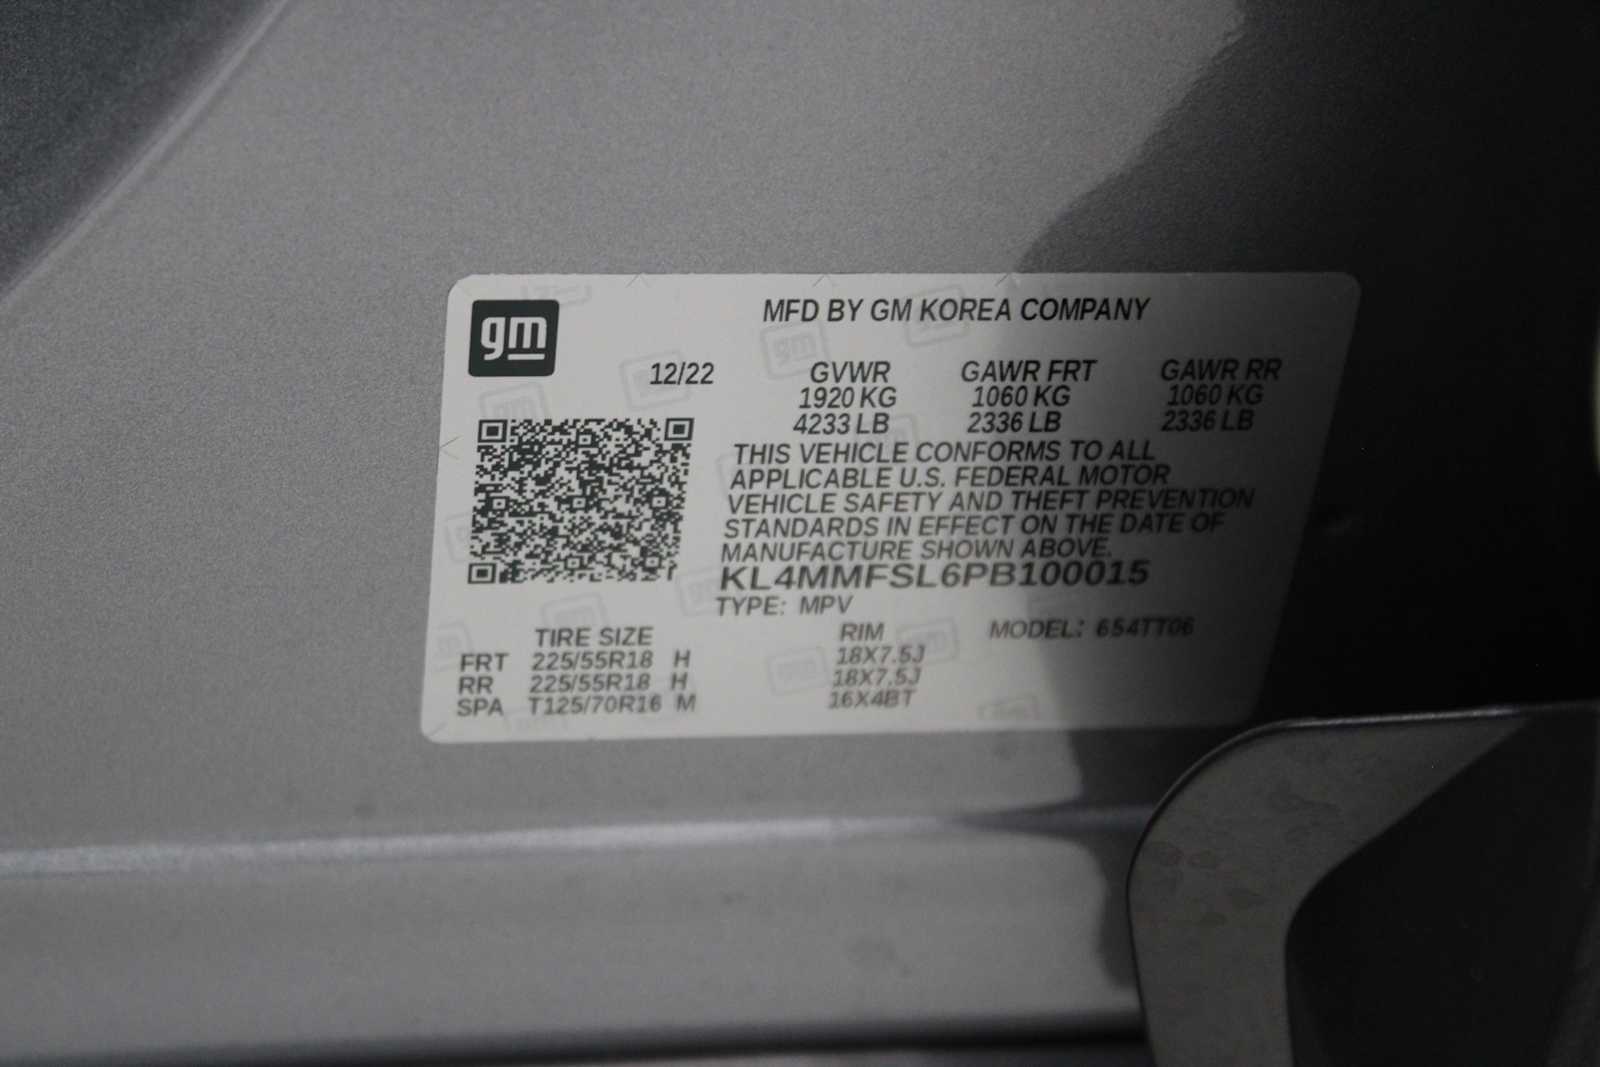 gm
MFD BY GM KOREA COMPANY
12/22 GVWR GAWR FRT GAWR RR
1920 KG 1060 KG 1060 KG
4233 LB 2336 LB 2336 LB
THIS VEHICLE CONFORMS TO ALL
APPLICABLE U.S. FEDERAL MOTOR
VEHICLE SAFETY AND THEFT PREVENTION
STANDARDS IN EFFECT ON THE DATE OF
MANUFACTURE SHOWN ABOVE.
KL4MMFSL6PB100015
TYPE: MPV
TIRE SIZE RIM MODEL: 654TT06
FRT 225/55R18 H 18X7.5J
RR 225/55R18 H 18X7.5J
SPA T125/70R16 M 16X4BT